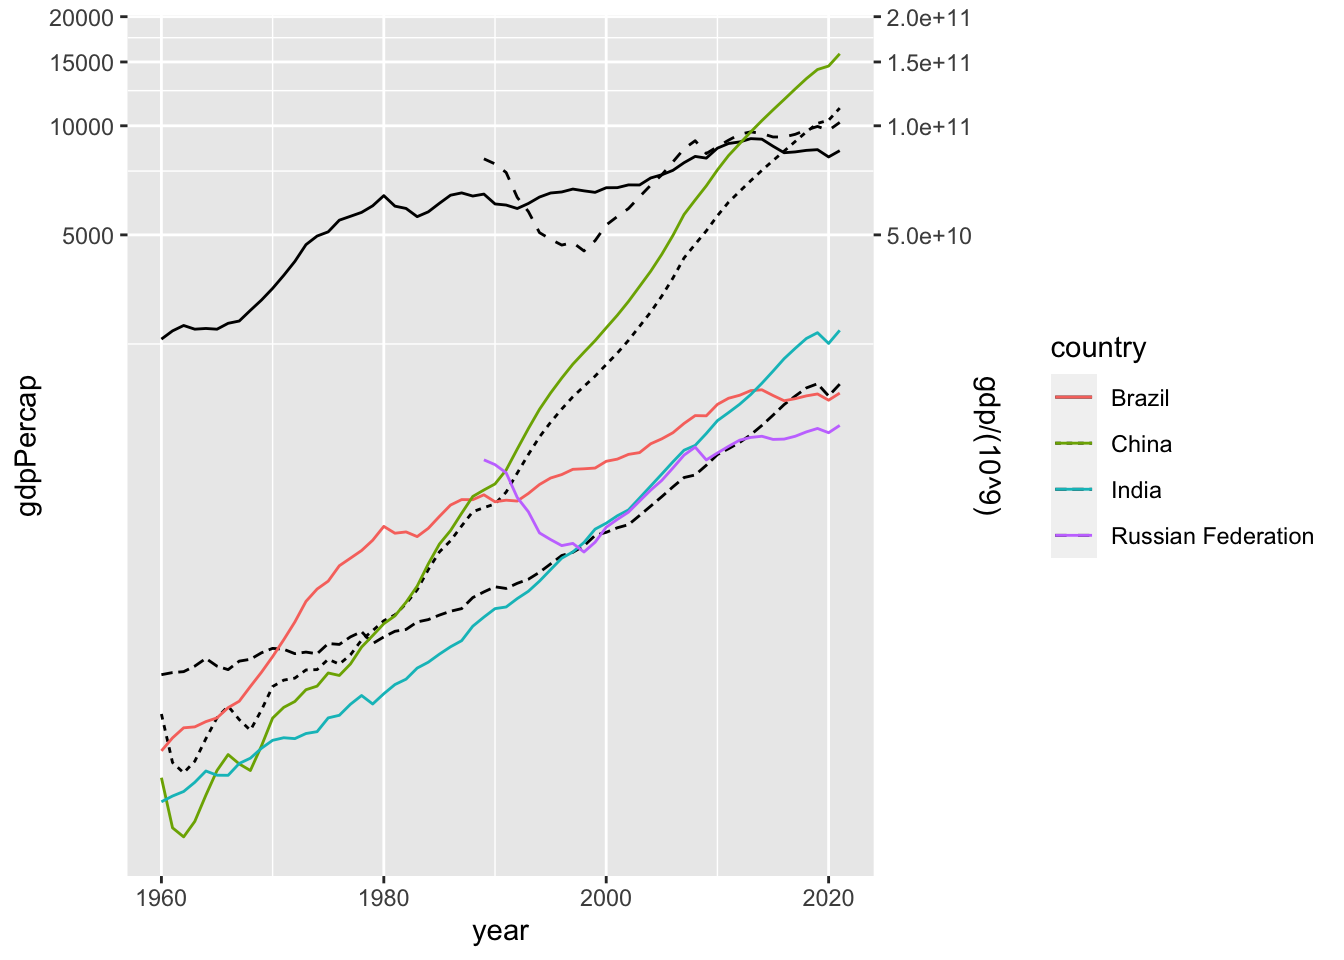 20000
15000
10000
5000
gdpPercap
2.0e+11
1.5e+11
1.0e+11
5.0e+10
gdp/(10^9)
1960
1980
2000
2020
year
country
Brazil
China
India
Russian Federation